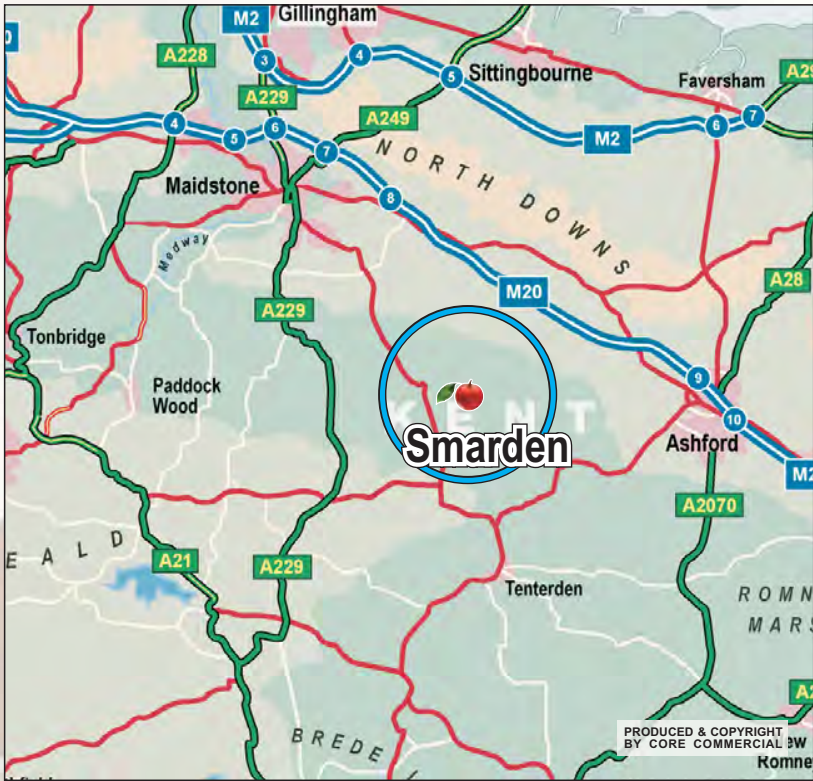 M2
Gillingham
A228
3
4
5
Sittingbourne
Faversham
A229
A249
4
5
6
7
M2
6
7
Maidstone
8
NORTH DOWNS
Medway
A28
M20
A229
Tonbridge
Paddock
Wood
KENT
Smarden
9
10
Ashford
A2070
EALD
A21
A229
Tenterden
ROMN
MARS
BREDE
PRODUCED & COPYRIGHT
BY CORE COMMERCIAL
ew
Romne